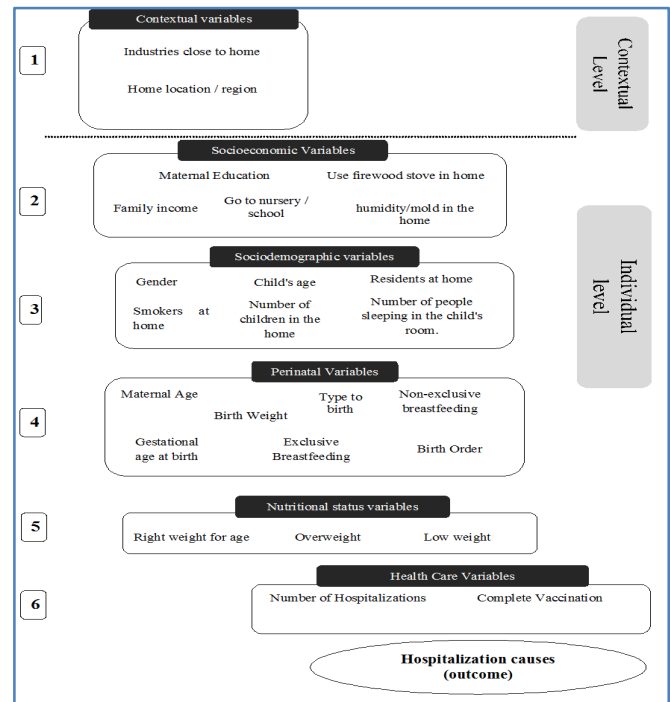 Contextual variables
1
Industries close to home
Home location / region
Contextual
Level
Socioeconomic Variables
2
Maternal Education
Use firewood stove in home
Family income
Go to nursery /
school
humidity/mold in the
home
Individual
level
Sociodemographic variables
3
Gender
Child's age
Residents at home
Smokers at
home
Number of
children in the
home
Number of people
sleeping in the child's
room.
Perinatal Variables
4
Maternal Age
Birth Weight
Type to
birth
Non-exclusive
breastfeeding
Gestational
age at birth
Exclusive
Breastfeeding
Birth Order
Nutritional status variables
5
Right weight for age
Overweight
Low weight
Health Care Variables
6
Number of Hospitalizations
Complete Vaccination
Hospitalization causes
(outcome)